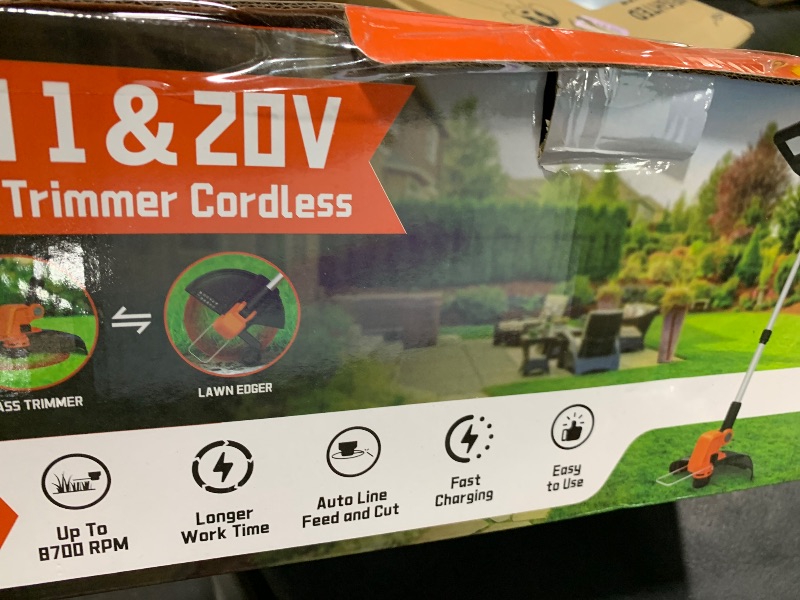 1 & 20V
Trimmer Cordless
ASS TRIMMER
LAWN EDGER
Up To
8700 RPM
Longer
Work Time
Auto Line
Feed and Cut
Fast
Charging
Easy
to Use